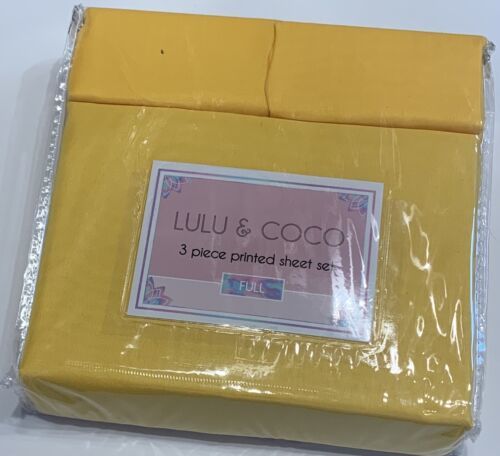 LULU & COCO
3 piece printed sheet set
FULL